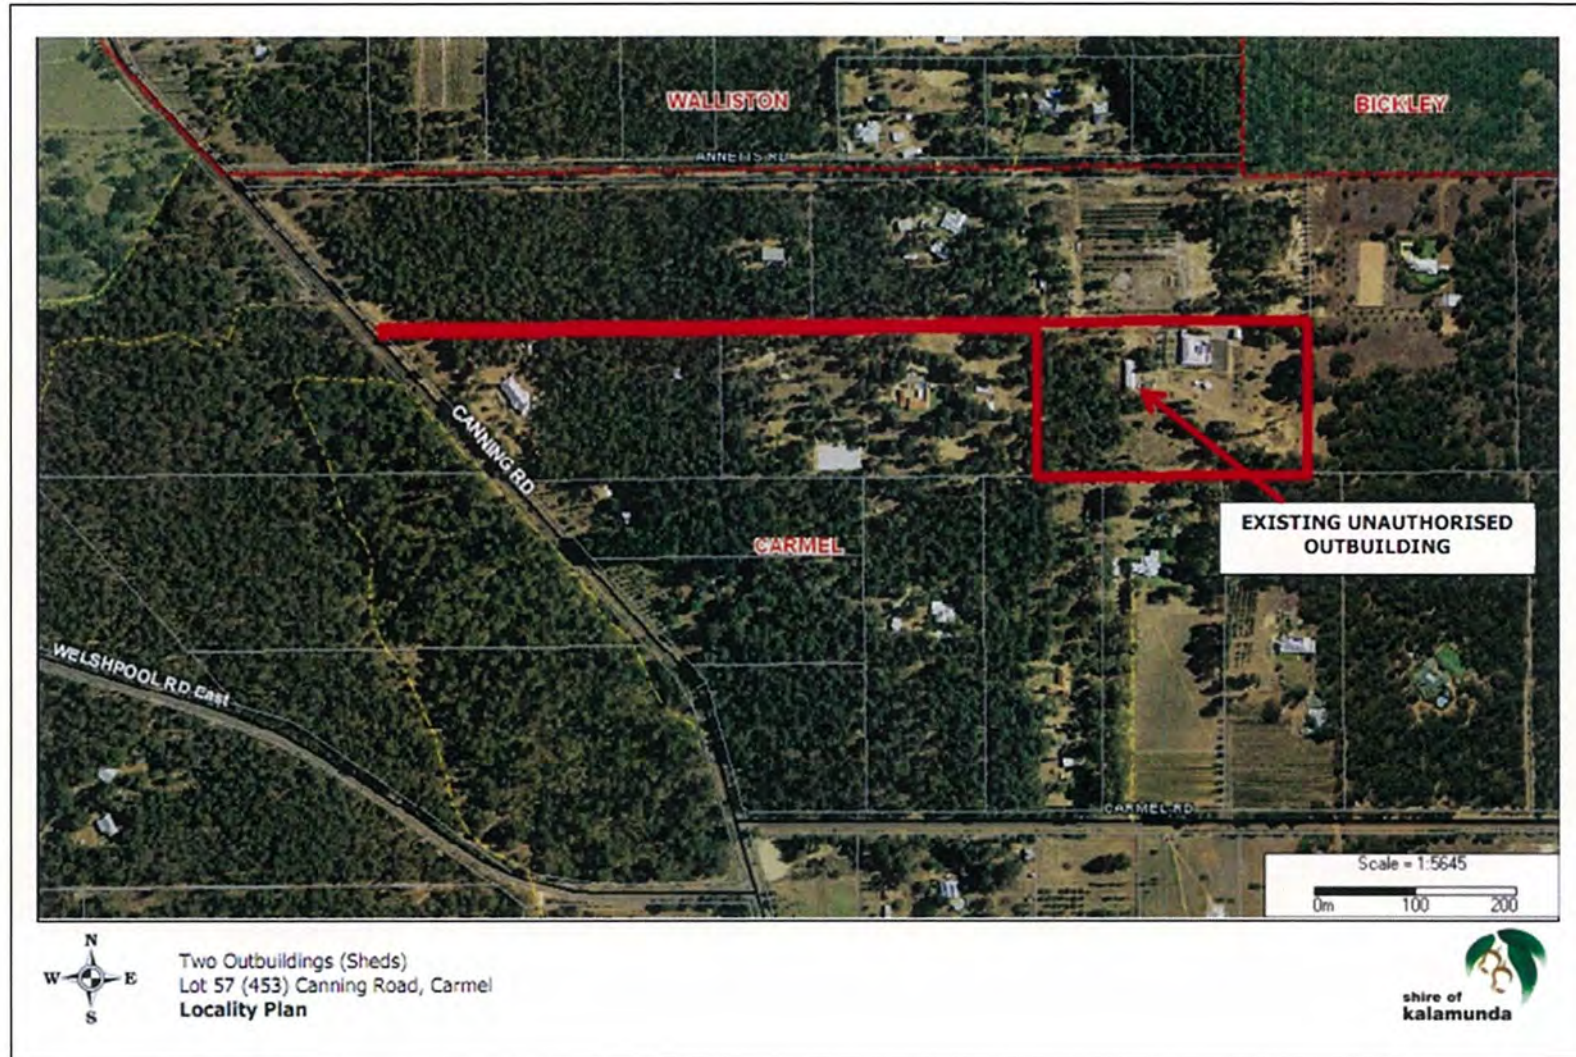 WALLISTON
BICKLEY
ANNETTS RD
CANNING RD
EXISTING UNAUTHORISED
OUTBUILDING
CARMEL
WELSHPOOL RD East
CARMEL RD
Scale = 1:5645
0m 100 200
N
W E
S
Two Outbuildings (Sheds)
Lot 57 (453) Canning Road, Carmel
Locality Plan
shire of
kalamunda